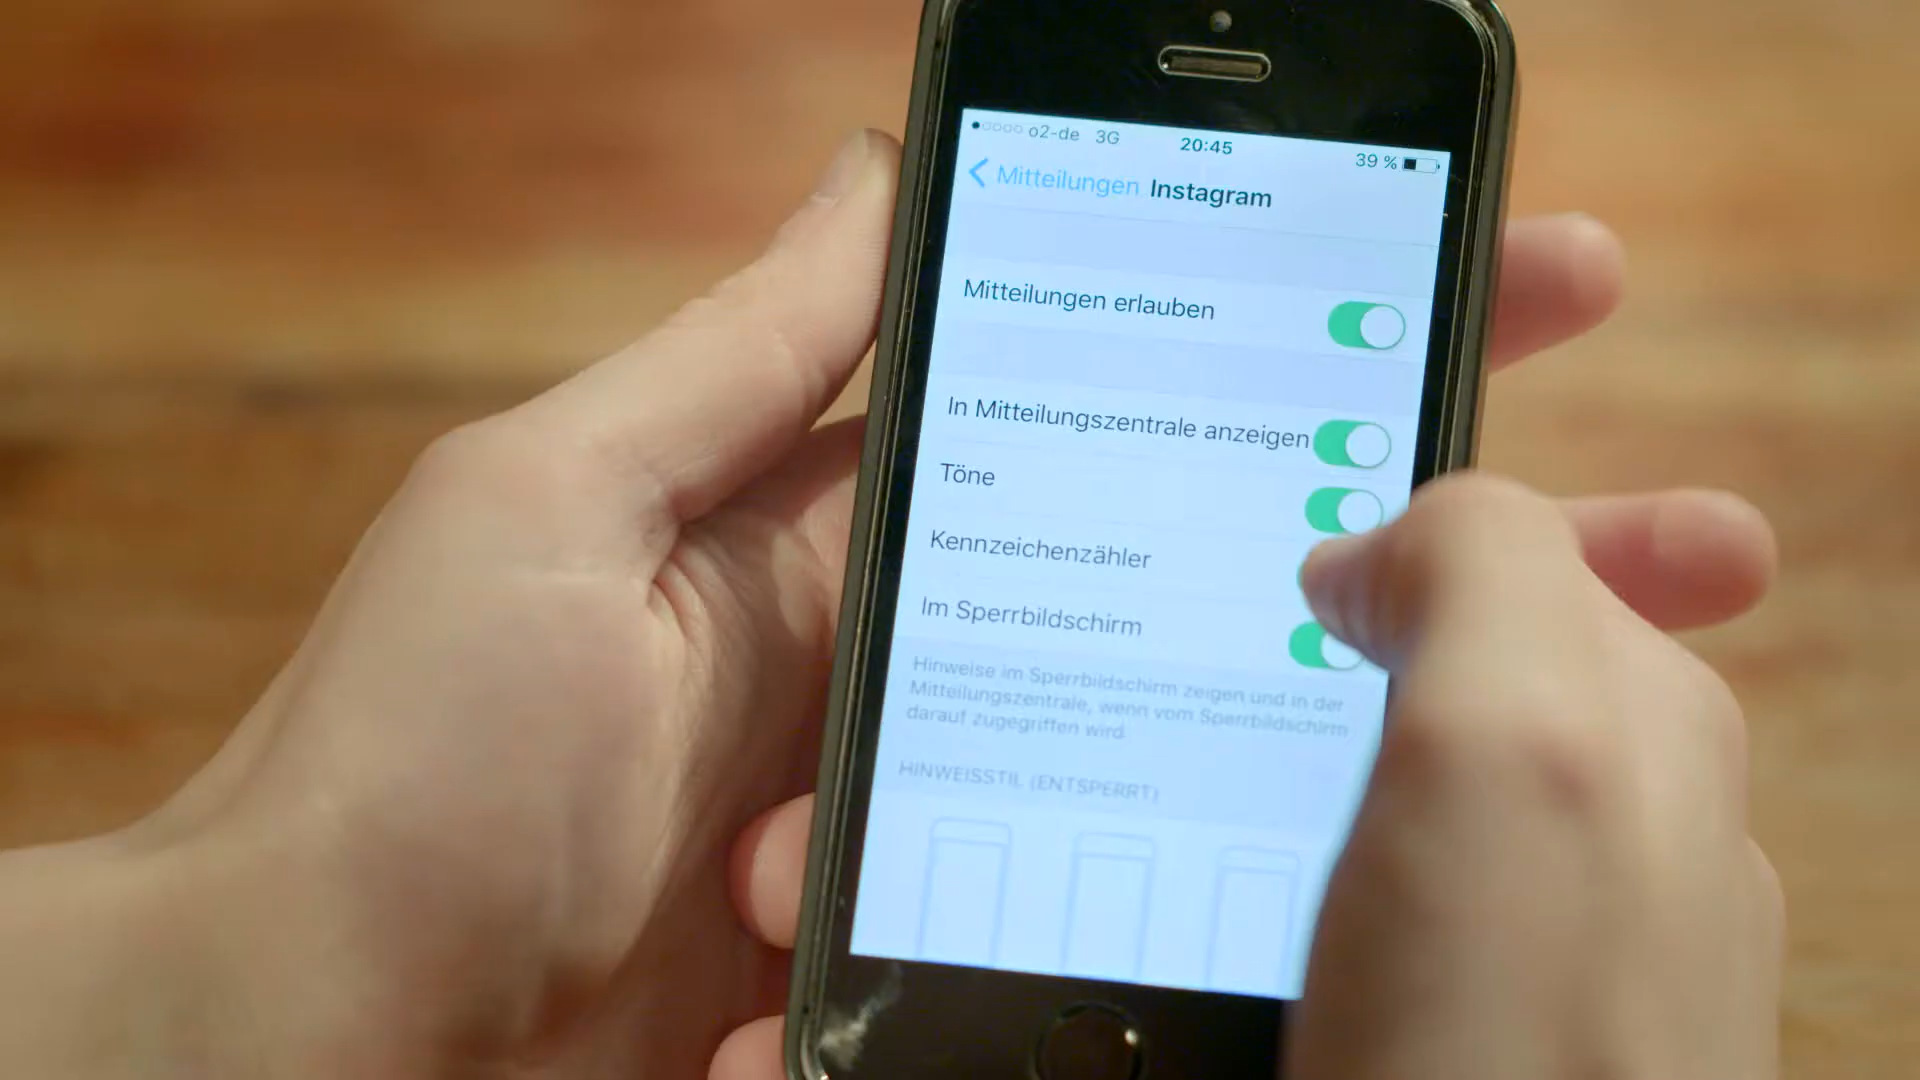 o2-de 3G 20:45 39 %
Mitteilungen Instagram
Mitteilungen erlauben
In Mitteilungszentrale anzeigen
Töne
Kennzeichenzähler
Im Sperrbildschirm
Hinweise im Sperrbildschirm zeigen und in der
Mitteilungszentrale, wenn vom Sperrbildschirm
darauf zugegriffen wird.
HINWEISSTIL (ENTSPERRT)